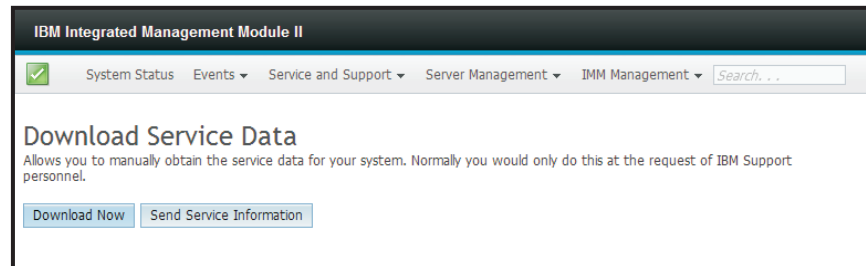 IBM Integrated Management Module II
System Status Events Service and Support Server Management IMM Management Search. . .
Download Service Data
Allows you to manually obtain the service data for your system. Normally you would only do this at the request of IBM Support
personnel.
Download Now Send Service Information